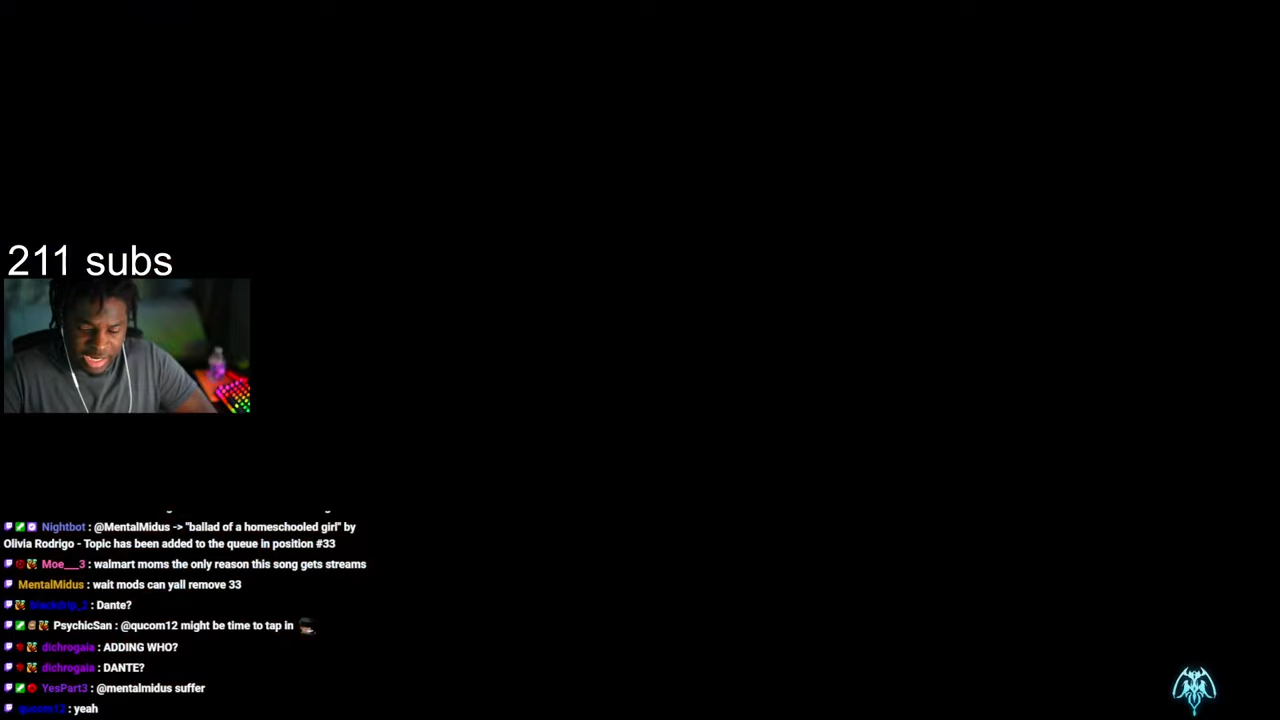 211 subs
Nightbot : @MentalMidus -> "ballad of a homeschooled girl" by
Olivia Rodrigo - Topic has been added to the queue in position #33
Moe___3 : walmart moms the only reason this song gets streams
MentalMidus : wait mods can yall remove 33
: Dante?
PsychicSan : @qucom12 might be time to tap in
dichrogaia : ADDING WHO?
dichrogaia : DANTE?
YesPart3 : @mentalmidus suffer
qucom12 : yeah